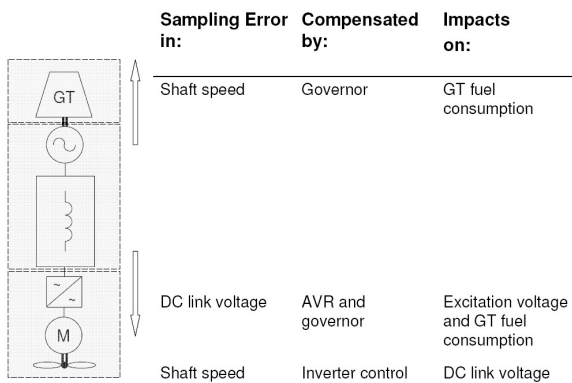 Sampling Error in: Compensated by: Impacts on:
GT
Shaft speed Governor GT fuel consumption
~
~
DC link voltage AVR and governor Excitation voltage and GT fuel consumption
M
Shaft speed Inverter control DC link voltage